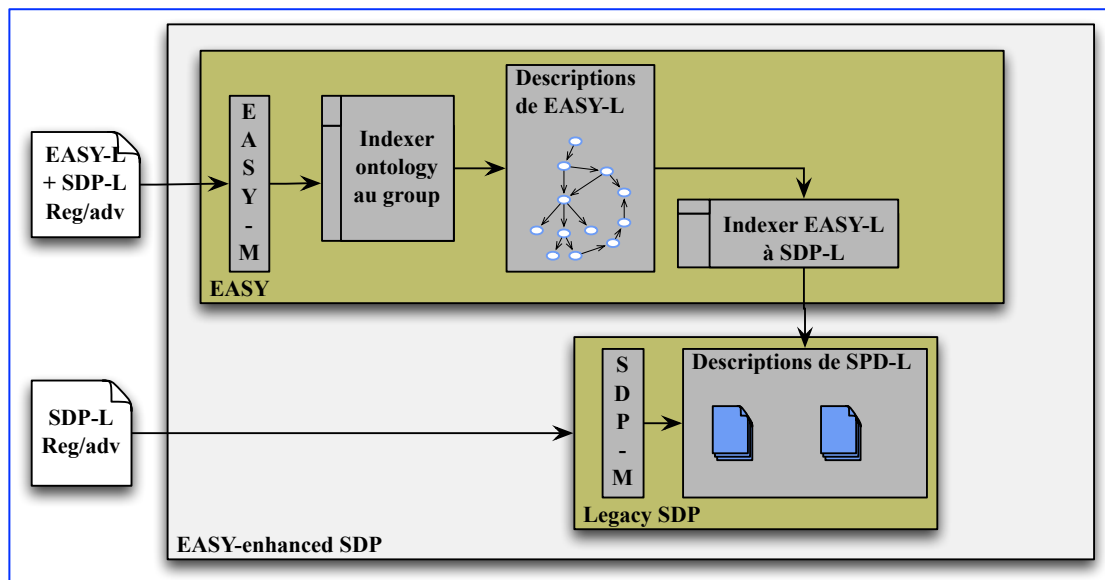 EASY-L
+ SDP-L
Reg/adv
E
A
S
Y
-
M
Indexer
ontology
au group
Descriptions
de EASY-L
Indexer EASY-L
à SDP-L
EASY
SDP-L
Reg/adv
S
D
P
-
M
Descriptions de SPD-L
Legacy SDP
EASY-enhanced SDP